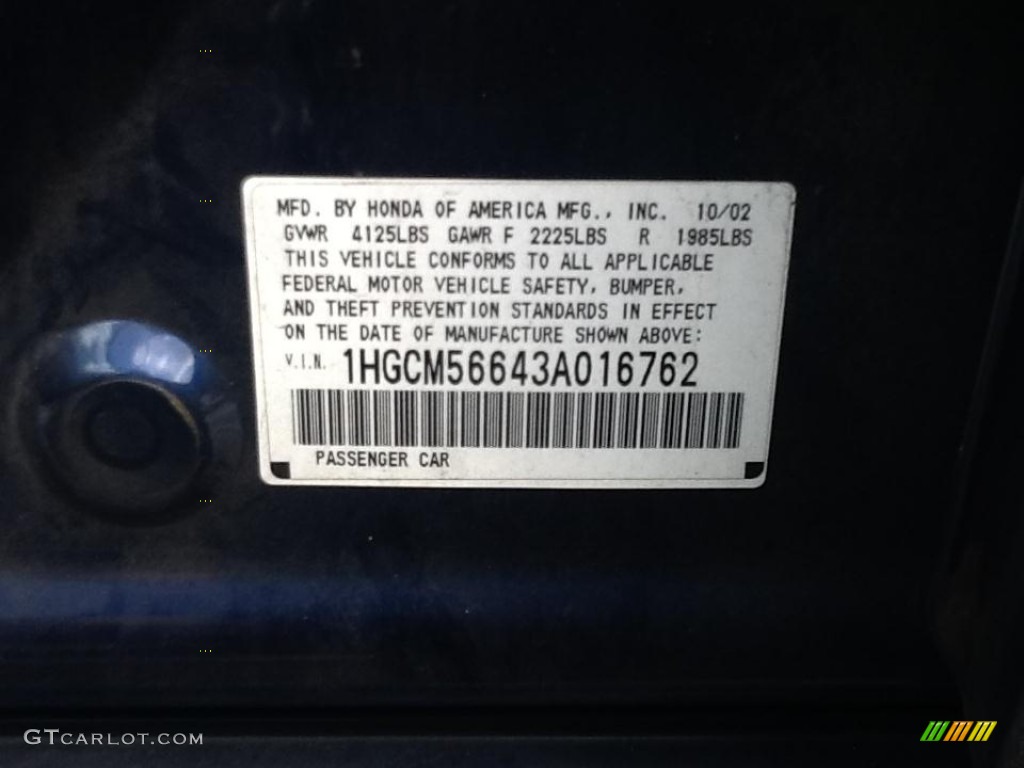 MFD. BY HONDA OF AMERICA MFG., INC. 10/02
GVWR 4125LBS GAWR F 2225LBS R 1985LBS
THIS VEHICLE CONFORMS TO ALL APPLICABLE
FEDERAL MOTOR VEHICLE SAFETY, BUMPER,
AND THEFT PREVENTION STANDARDS IN EFFECT
ON THE DATE OF MANUFACTURE SHOWN ABOVE:
V.I.N. 1HGCM56643A016762
PASSENGER CAR
GTCARLOT.COM